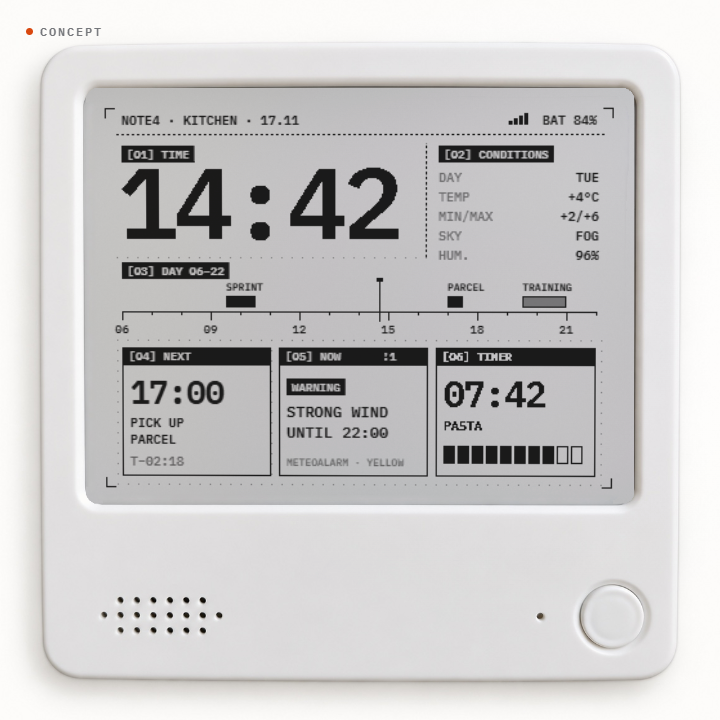 CONCEPT
NOTE4 · KITCHEN · 17.11
BAT 84%
[01] TIME
14:42
[02] CONDITIONS
DAY TUE
TEMP +4°C
MIN/MAX +2/+6
SKY FOG
HUM. 96%
[03] DAY 06–22
SPRINT PARCEL TRAINING
06 09 12 15 18 21
[04] NEXT
17:00
PICK UP
PARCEL
T–02:18
[05] NOW :1
WARNING
STRONG WIND
UNTIL 22:00
METEOALARM · YELLOW
[06] TIMER
07:42
PASTA